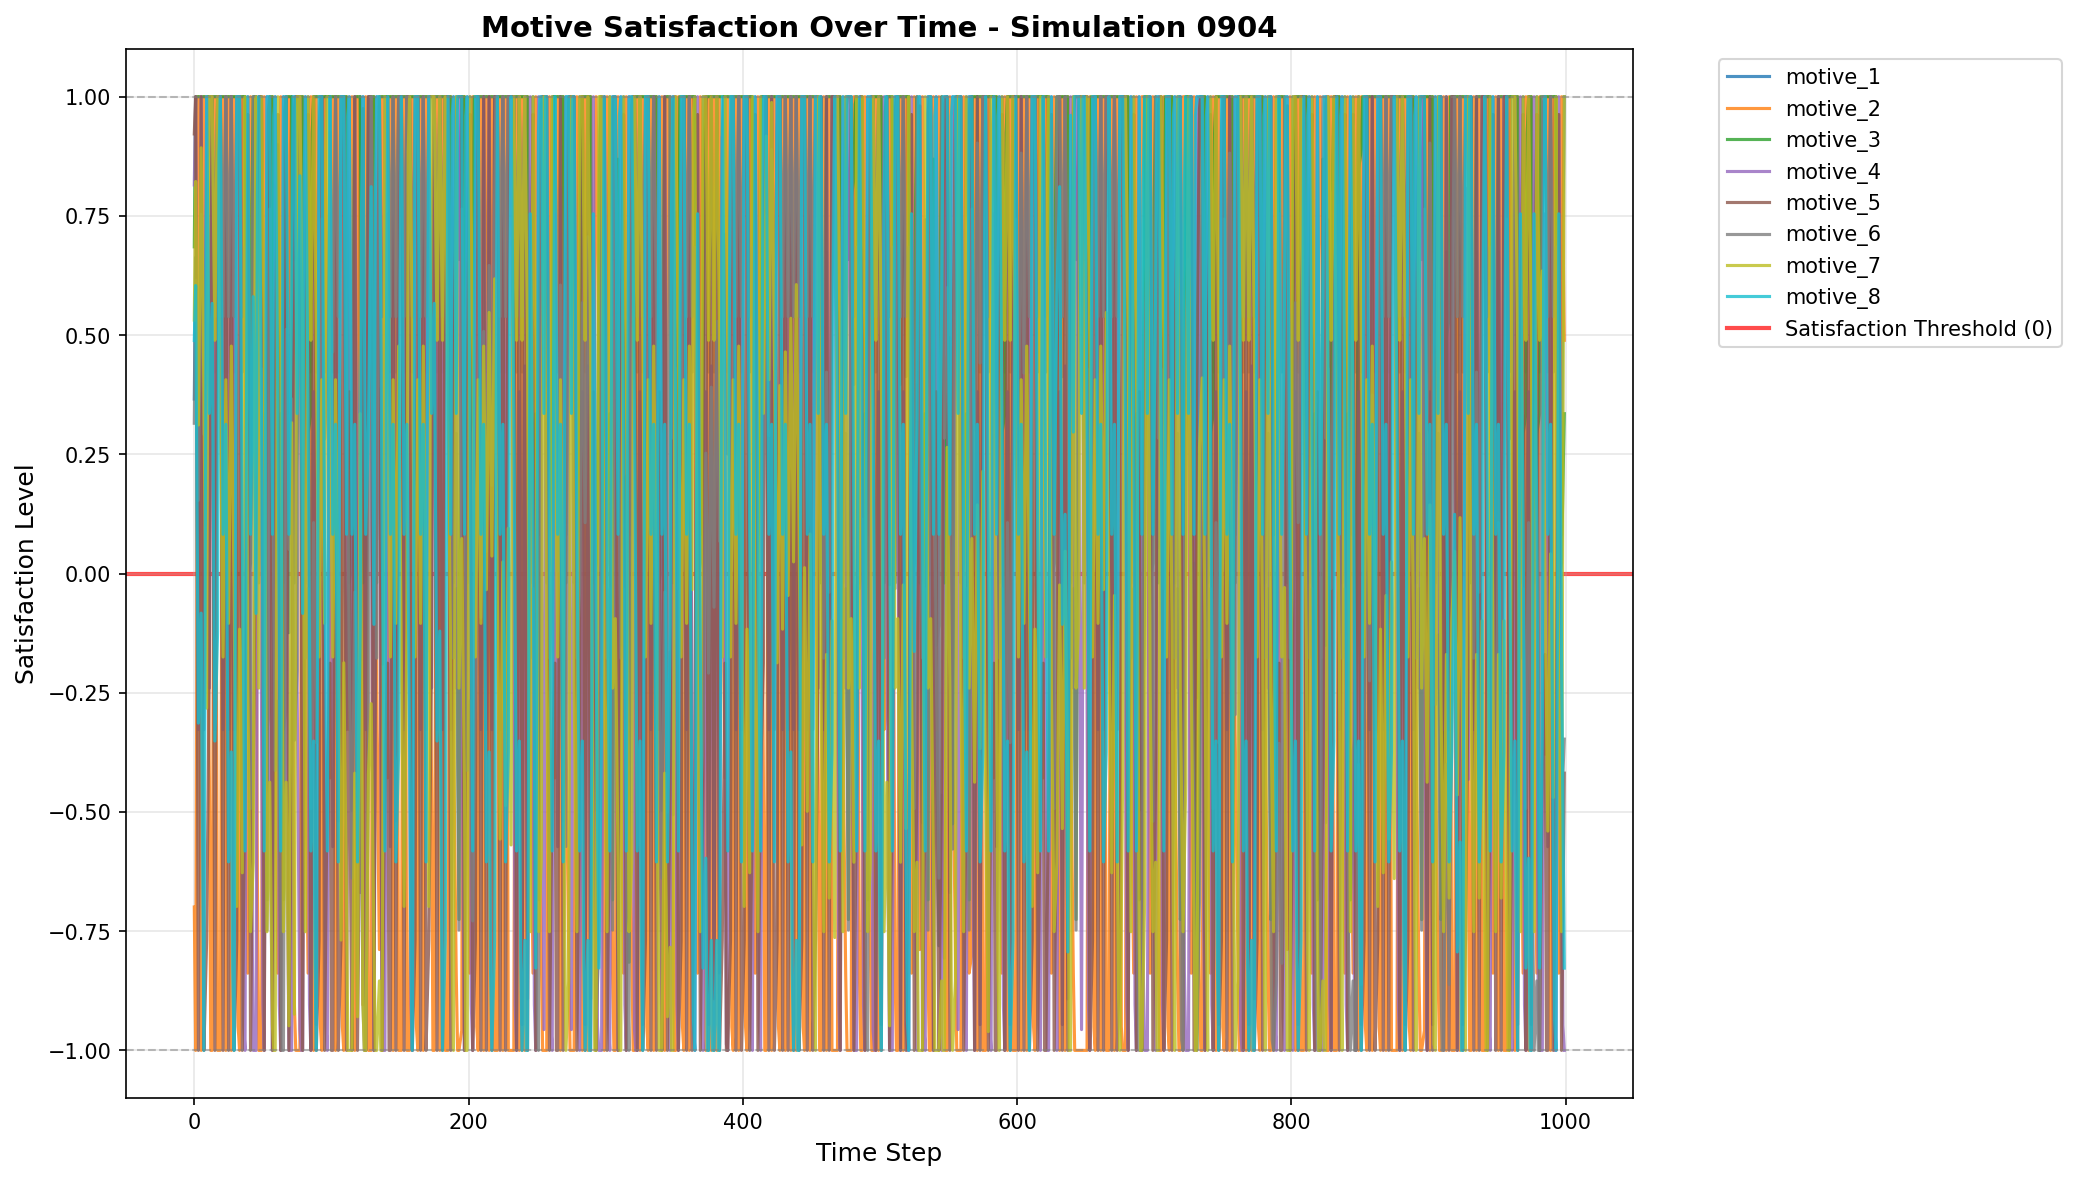 Motive Satisfaction Over Time - Simulation 0904
Satisfaction Level
1.00
0.75
0.50
0.25
0.00
−0.25
−0.50
−0.75
−1.00
0 200 400 600 800 1000
Time Step
motive_1
motive_2
motive_3
motive_4
motive_5
motive_6
motive_7
motive_8
Satisfaction Threshold (0)